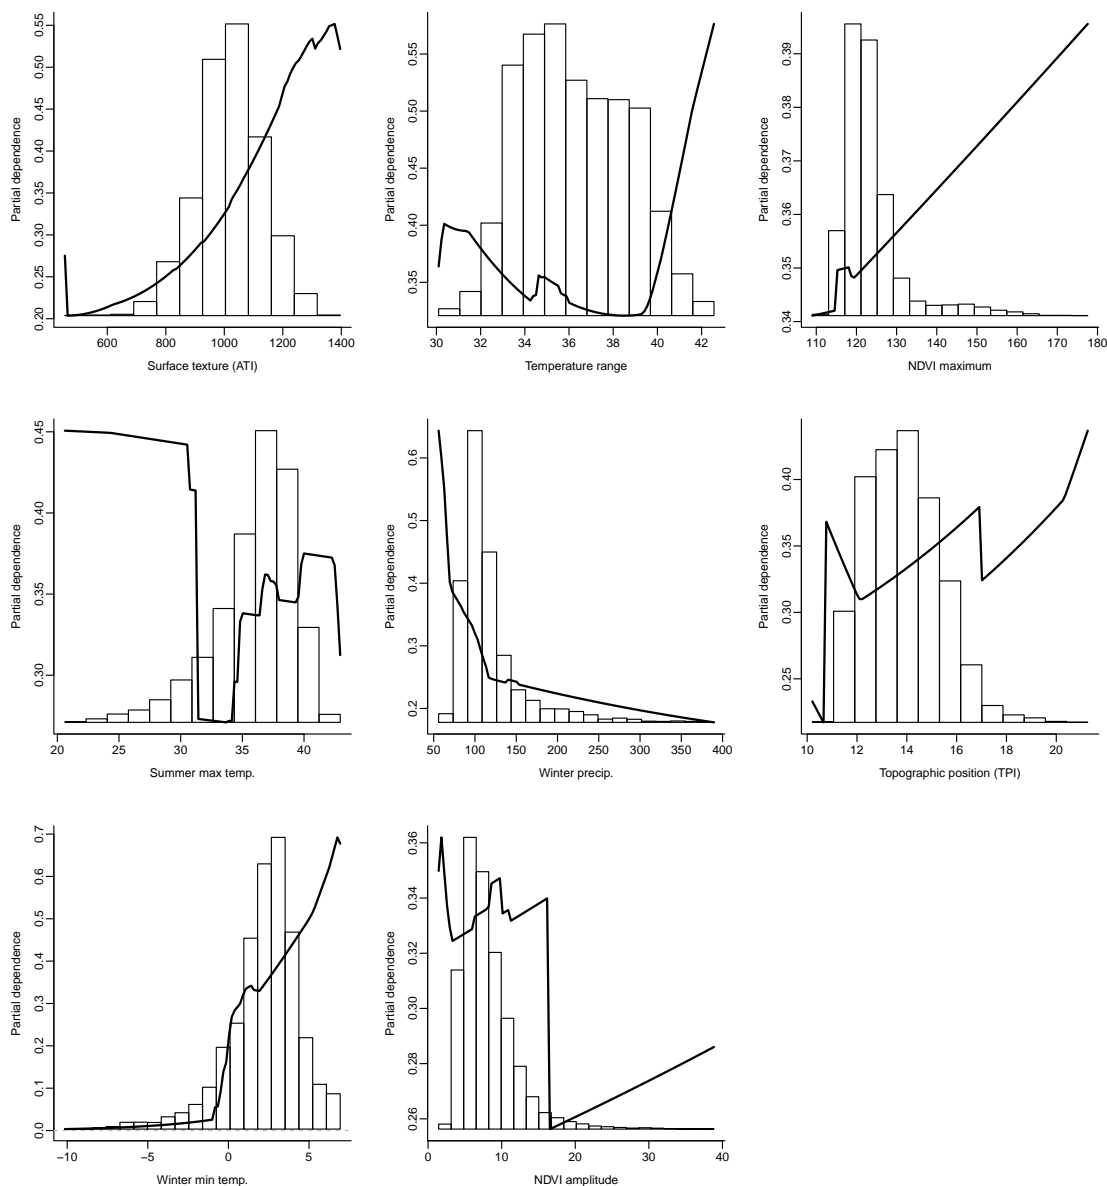 0.20 0.25 0.30 0.35 0.40 0.45 0.50 0.55
Partial dependence
600 800 1000 1200 1400
Surface texture (ATI)
0.35 0.40 0.45 0.50 0.55
Partial dependence
30 32 34 36 38 40 42
Temperature range
0.34 0.35 0.36 0.37 0.38 0.39
Partial dependence
110 120 130 140 150 160 170 180
NDVI maximum
0.30 0.35 0.40 0.45
Partial dependence
20 25 30 35 40
Summer max temp.
0.2 0.3 0.4 0.5 0.6
Partial dependence
50 100 150 200 250 300 350 400
Winter precip.
0.25 0.30 0.35 0.40
Partial dependence
10 12 14 16 18 20
Topographic position (TPI)
0.0 0.1 0.2 0.3 0.4 0.5 0.6 0.7
Partial dependence
−10 −5 0 5
Winter min temp.
0.26 0.28 0.30 0.32 0.34 0.36
Partial dependence
0 10 20 30 40
NDVI amplitude